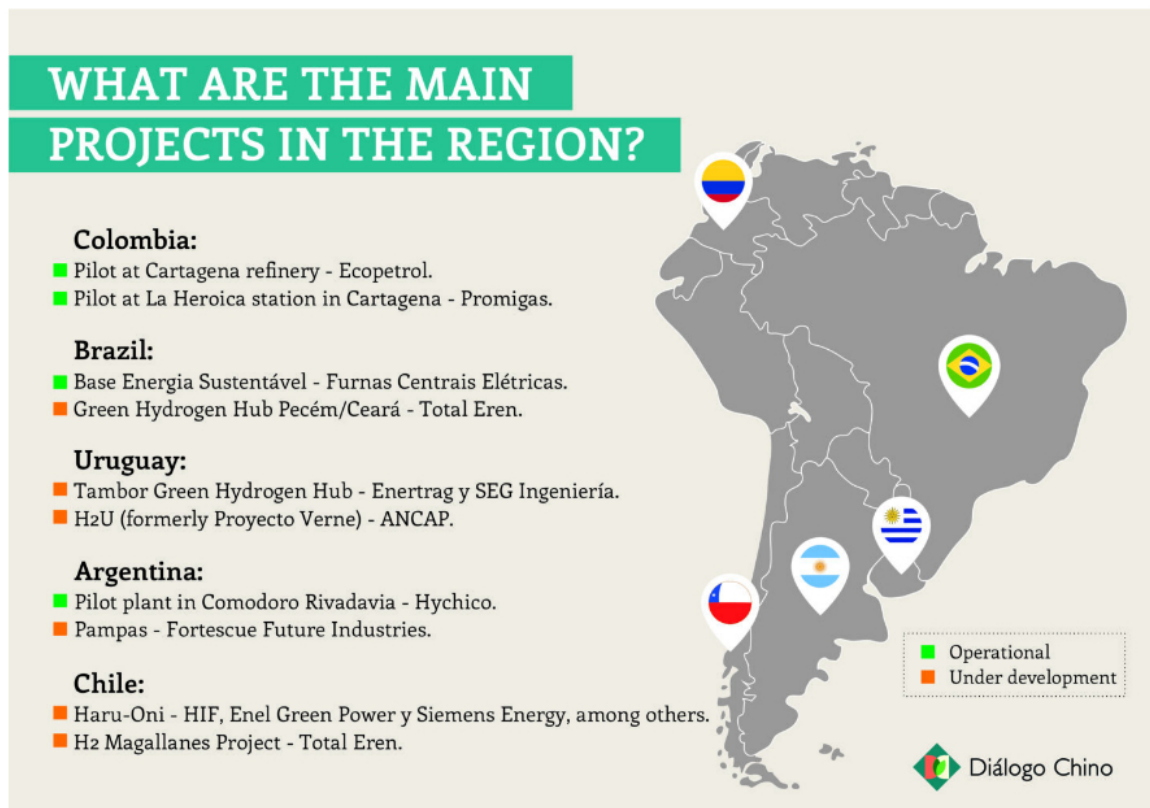 WHAT ARE THE MAIN
PROJECTS IN THE REGION?
Colombia:
Pilot at Cartagena refinery - Ecopetrol.
Pilot at La Heroica station in Cartagena - Promigas.
Brazil:
Base Energia Sustentável - Furnas Centrais Elétricas.
Green Hydrogen Hub Pecém/Ceará - Total Eren.
Uruguay:
Tambor Green Hydrogen Hub - Enertrag y SEG Ingeniería.
H2U (formerly Proyecto Verne) - ANCAP.
Argentina:
Pilot plant in Comodoro Rivadavia - Hychico.
Pampas - Fortescue Future Industries.
Chile:
Haru-Oni - HIF, Enel Green Power y Siemens Energy, among others.
H2 Magallanes Project - Total Eren.
Operational
Under development
Diálogo Chino